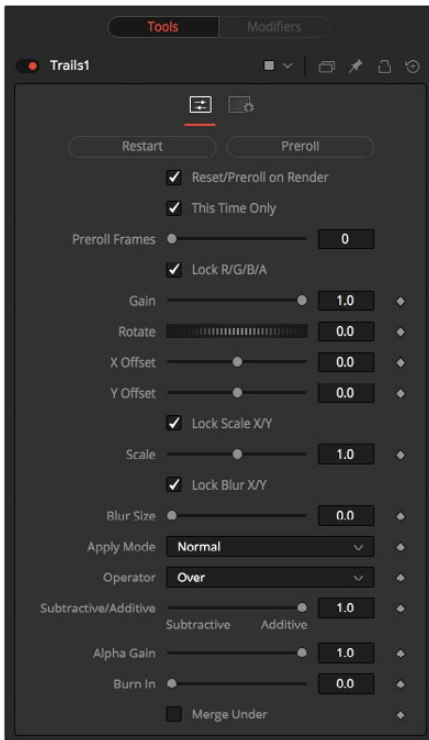 Tools Modifiers
Trails1
Restart Preroll
Reset/Preroll on Render
This Time Only
Preroll Frames 0
Lock R/G/B/A
Gain 1.0
Rotate 0.0
X Offset 0.0
Y Offset 0.0
Lock Scale X/Y
Scale 1.0
Lock Blur X/Y
Blur Size 0.0
Apply Mode Normal
Operator Over
Subtractive/Additive 1.0
Subtractive Additive
Alpha Gain 1.0
Burn In 0.0
Merge Under